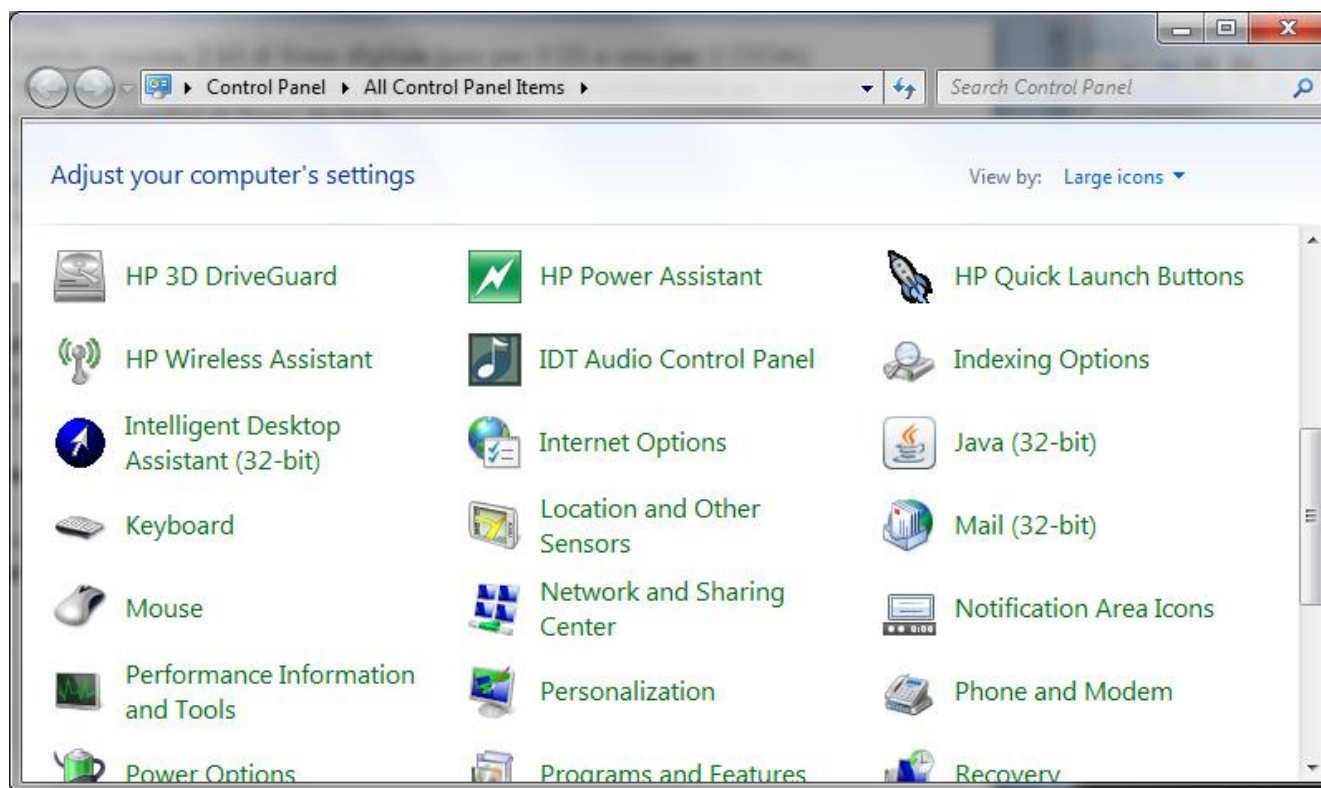 Control Panel All Control Panel Items
Search Control Panel
Adjust your computer's settings
View by: Large icons
HP 3D DriveGuard
HP Power Assistant
HP Quick Launch Buttons
HP Wireless Assistant
IDT Audio Control Panel
Indexing Options
Intelligent Desktop
Assistant (32-bit)
Internet Options
Java (32-bit)
Keyboard
Location and Other
Sensors
Mail (32-bit)
Mouse
Network and Sharing
Center
Notification Area Icons
Performance Information
and Tools
Personalization
Phone and Modem
Power Options
Programs and Features
Recovery